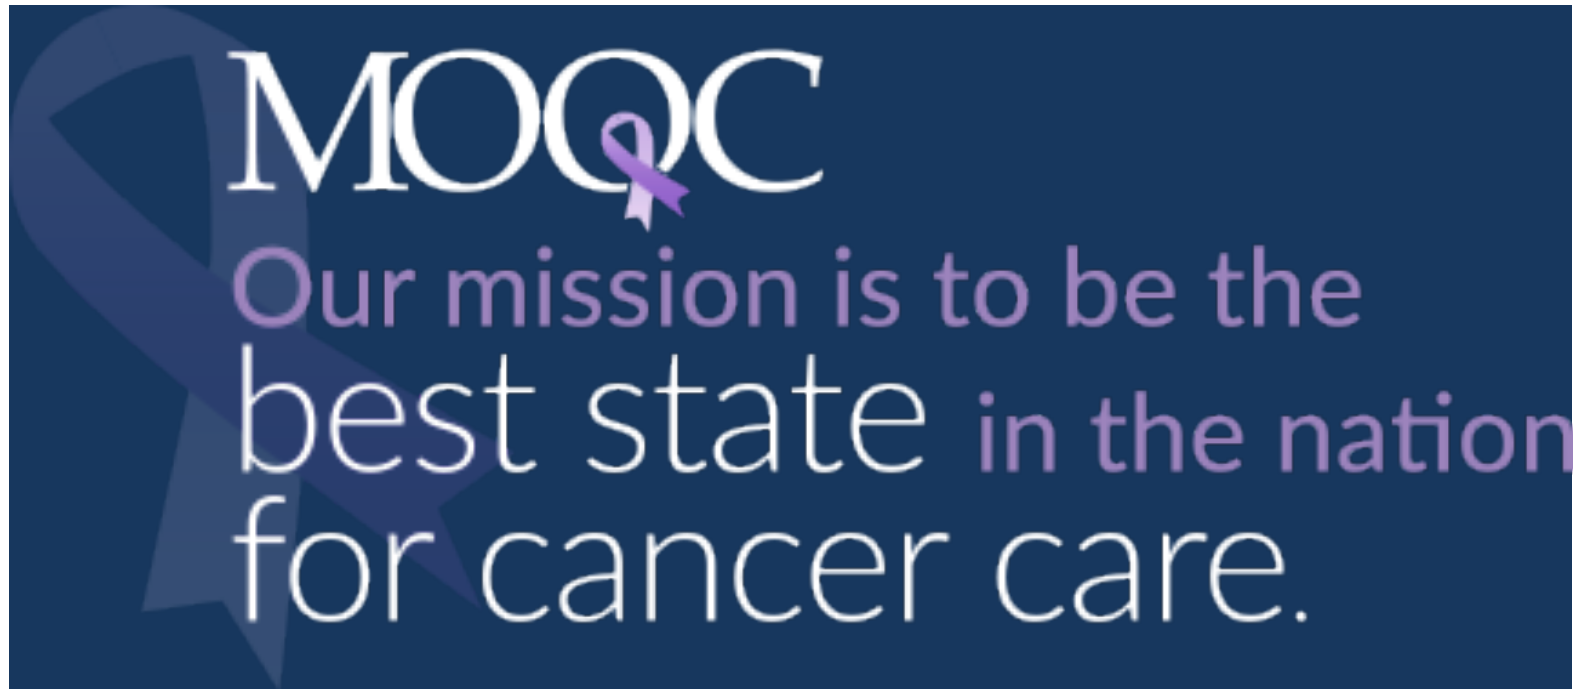 MOQC
Our mission is to be the
best state in the nation
for cancer care.